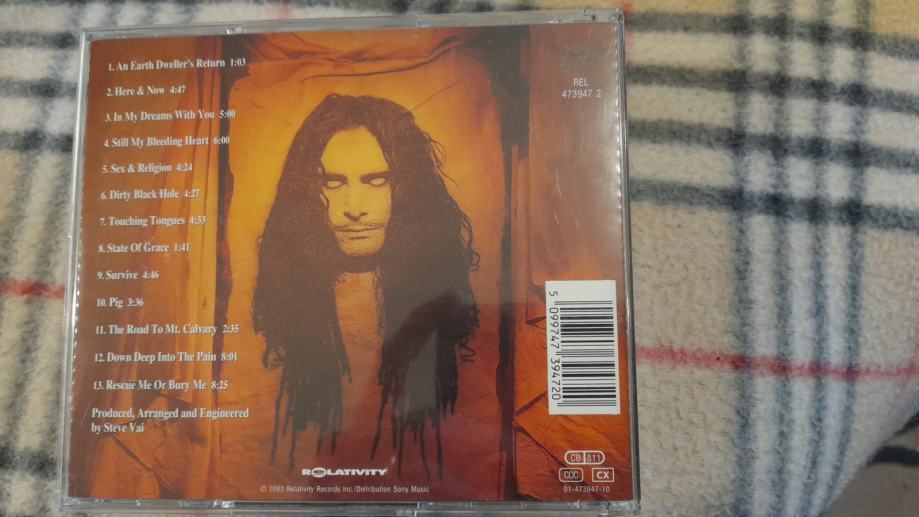 1. An Earth Dweller's Return 1:03
2. Here & Now 4:47
3. In My Dreams With You 5:00
4. Still My Bleeding Heart 6:00
5. Sex & Religion 4:24
6. Dirty Black Hole 4:27
7. Touching Tongues 4:33
8. State Of Grace 1:41
9. Survive 4:46
10. Pig 3:36
11. The Road To Mt. Calvary 2:35
12. Down Deep Into The Pain 8:01
13. Rescue Me Or Bury Me 8:25
Produced, Arranged and Engineered
by Steve Vai
REL
473947 2
5 099747 394720
RELATIVITY
© 1993 Relativity Records Inc./Distribution Sony Music
CB 811
CX
01-473947-10